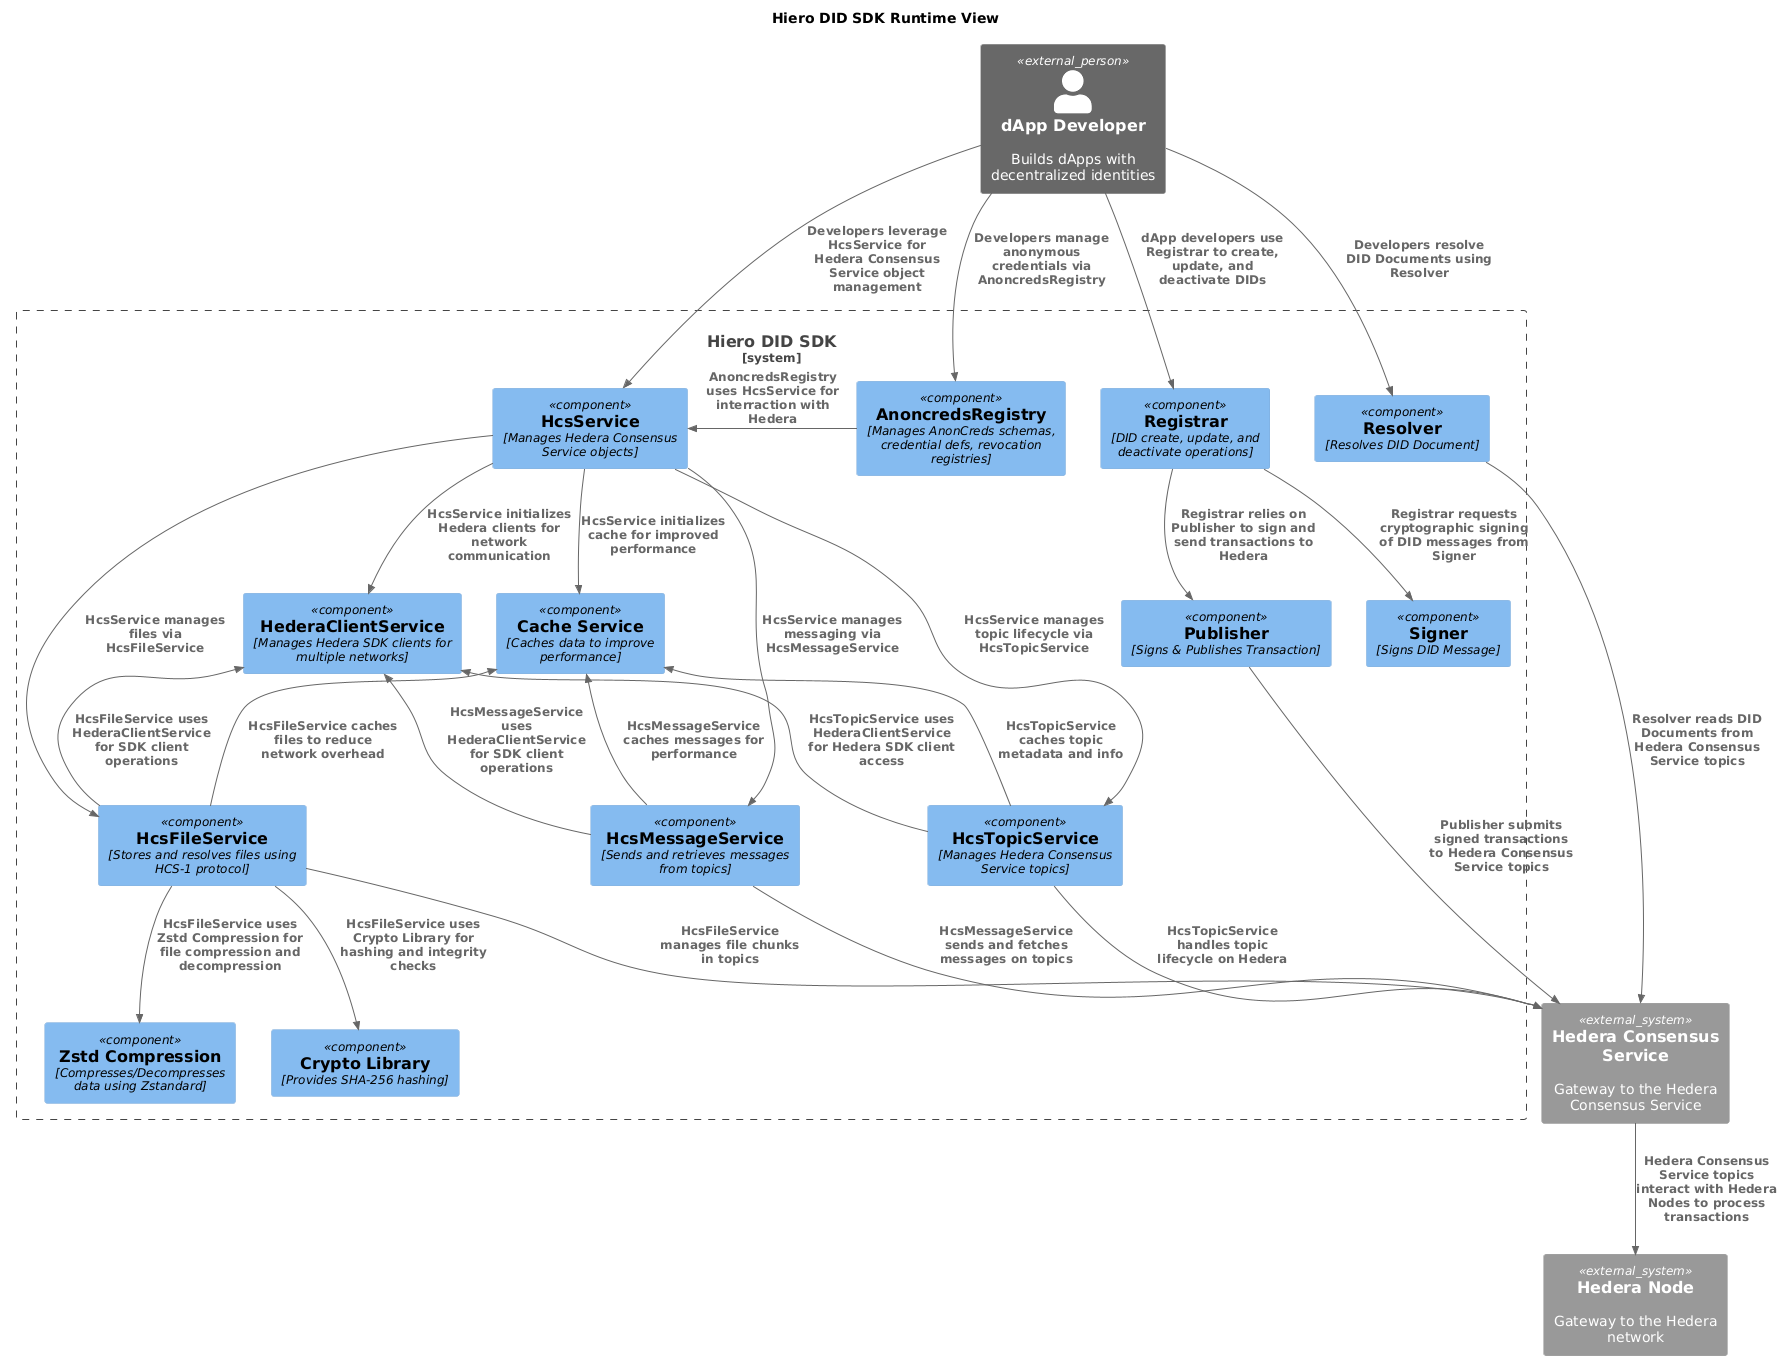 Hiero DID SDK Runtime View
«external_person»
dApp Developer
Builds dApps with
decentralized identities
Developers leverage
HcsService for
Hedera Consensus
Service object
management
Developers manage
anonymous
credentials via
AnoncredsRegistry
dApp developers use
Registrar to create,
update, and
deactivate DIDs
Developers resolve
DID Documents using
Resolver
Hiero DID SDK
[system]
AnoncredsRegistry
uses HcsService for
interraction with
Hedera
«component»
HcsService
[Manages Hedera Consensus
Service objects]
«component»
AnoncredsRegistry
[Manages AnonCreds schemas,
credential defs, revocation
registries]
«component»
Registrar
[DID create, update, and
deactivate operations]
«component»
Resolver
[Resolves DID Document]
HcsService initializes
Hedera clients for
network
communication
HcsService initializes
cache for improved
performance
Registrar relies on
Publisher to sign and
send transactions to
Hedera
Registrar requests
cryptographic signing
of DID messages from
Signer
HcsService manages
files via
HcsFileService
«component»
HederaClientService
[Manages Hedera SDK clients for
multiple networks]
«component»
Cache Service
[Caches data to improve
performance]
HcsService manages
messaging via
HcsMessageService
HcsService manages
topic lifecycle via
HcsTopicService
«component»
Publisher
[Signs & Publishes Transaction]
«component»
Signer
[Signs DID Message]
HcsFileService uses
HederaClientService
for SDK client
operations
HcsFileService caches
files to reduce
network overhead
HcsMessageService
uses
HederaClientService
for SDK client
operations
HcsMessageService
caches messages for
performance
HcsTopicService uses
HederaClientService
for Hedera SDK client
access
HcsTopicService
caches topic
metadata and info
Resolver reads DID
Documents from
Hedera Consensus
Service topics
«component»
HcsFileService
[Stores and resolves files using
HCS-1 protocol]
«component»
HcsMessageService
[Sends and retrieves messages
from topics]
«component»
HcsTopicService
[Manages Hedera Consensus
Service topics]
Publisher submits
signed transactions
to Hedera Consensus
Service topics
HcsFileService uses
Zstd Compression for
file compression and
decompression
HcsFileService uses
Crypto Library for
hashing and integrity
checks
HcsFileService
manages file chunks
in topics
HcsMessageService
sends and fetches
messages on topics
HcsTopicService
handles topic
lifecycle on Hedera
«component»
Zstd Compression
[Compresses/Decompresses
data using Zstandard]
«component»
Crypto Library
[Provides SHA-256 hashing]
«external_system»
Hedera Consensus
Service
Gateway to the Hedera
Consensus Service
Hedera Consensus
Service topics
interact with Hedera
Nodes to process
transactions
«external_system»
Hedera Node
Gateway to the Hedera
network